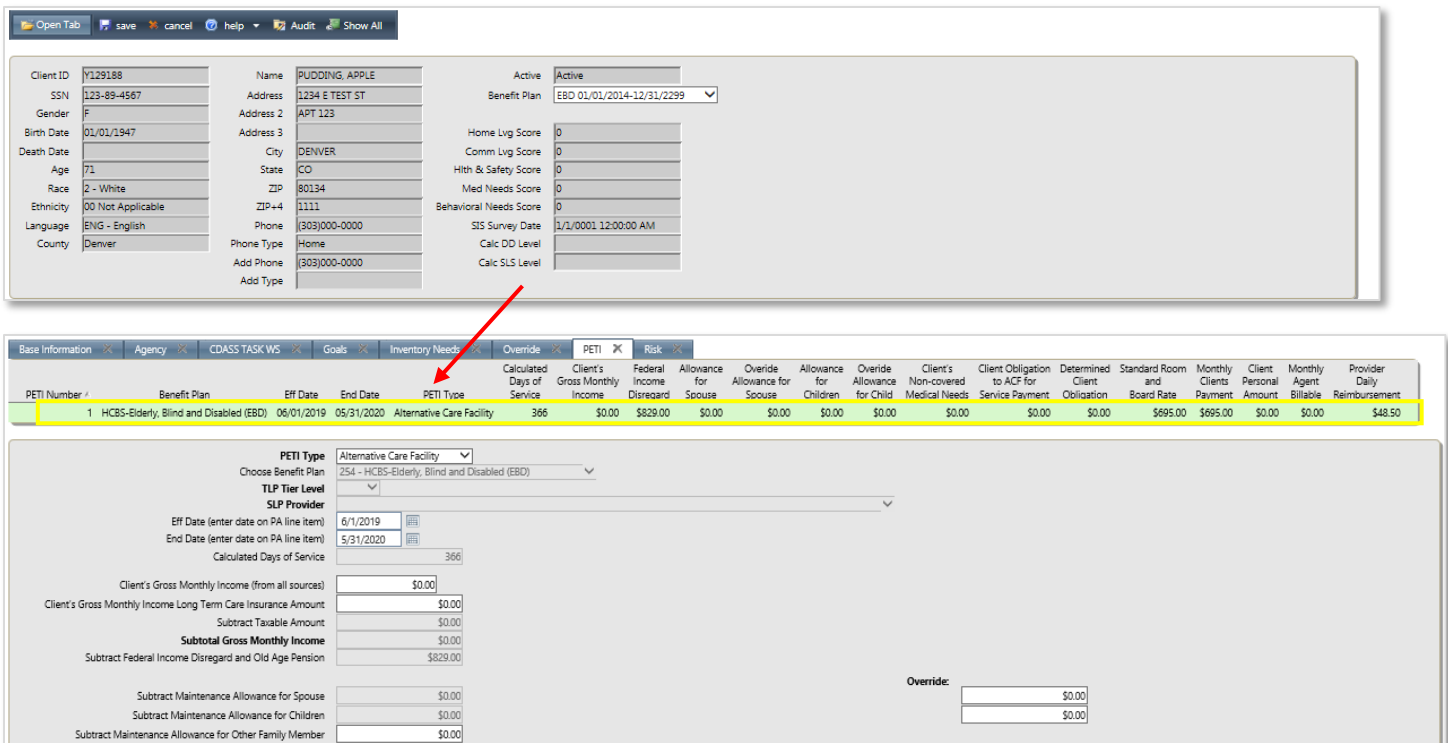 Open Tab save cancel help Audit Show All
Client ID Y129188 Name PUDDING, APPLE Active Active
SSN 123-89-4567 Address 1234 E TEST ST Benefit Plan EBD 01/01/2014-12/31/2299
Gender F Address 2 APT 123
Birth Date 01/01/1947 Address 3 Home Lvg Score 0
Death Date City DENVER Comm Lvg Score 0
Age 71 State CO Hlth & Safety Score 0
Race 2 - White ZIP 80134 Med Needs Score 0
Ethnicity 00 Not Applicable ZIP+4 1111 Behavioral Needs Score 0
Language ENG - English Phone (303)000-0000 SIS Survey Date 1/1/0001 12:00:00 AM
County Denver Phone Type Home Calc DD Level
Add Phone (303)000-0000 Calc SLS Level
Add Type
Base Information Agency CDASS TASK WS Goals Inventory Needs Override PETI Risk
Calculated Client's Federal Allowance Overide Allowance Overide Client's Client Obligation Determined Standard Room Monthly Client Monthly Provider
Days of Gross Monthly Income for Allowance for for Allowance Non-covered to ACF for Client and Clients Personal Agent Daily
PETI Number Benefit Plan Eff Date End Date PETI Type Service Income Disregard Spouse Spouse Children for Child Medical Needs Service Payment Obligation Board Rate Payment Amount Billable Reimbursement
1 HCBS-Elderly, Blind and Disabled (EBD) 06/01/2019 05/31/2020 Alternative Care Facility 366 $0.00 $829.00 $0.00 $0.00 $0.00 $0.00 $0.00 $0.00 $0.00 $695.00 $695.00 $0.00 $0.00 $48.50
PETI Type Alternative Care Facility
Choose Benefit Plan 254 - HCBS-Elderly, Blind and Disabled (EBD)
TLP Tier Level
SLP Provider
Eff Date (enter date on PA line item) 6/1/2019
End Date (enter date on PA line item) 5/31/2020
Calculated Days of Service 366
Client's Gross Monthly Income (from all sources) $0.00
Client's Gross Monthly Income Long Term Care Insurance Amount $0.00
Subtract Taxable Amount $0.00
Subtotal Gross Monthly Income $0.00
Subtract Federal Income Disregard and Old Age Pension $829.00
Override:
Subtract Maintenance Allowance for Spouse $0.00 $0.00
Subtract Maintenance Allowance for Children $0.00 $0.00
Subtract Maintenance Allowance for Other Family Member $0.00